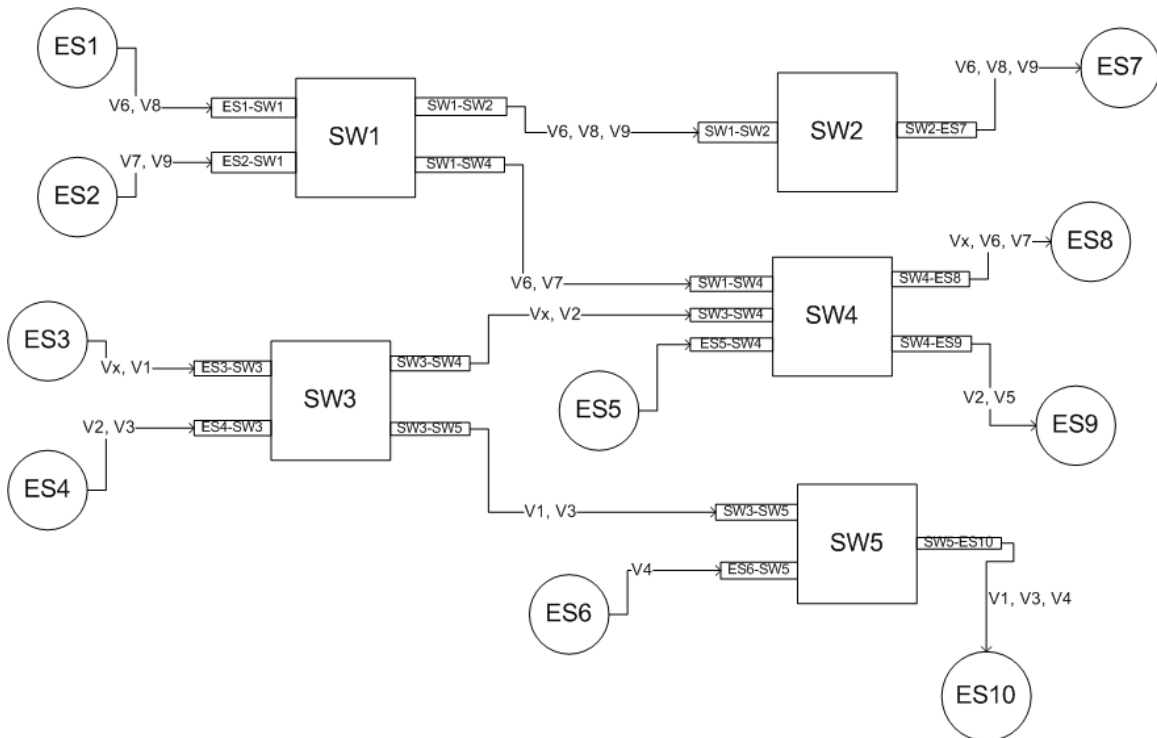 ES1
V6, V8
ES1-SW1
SW1
SW1-SW2
V6, V8, V9
SW1-SW2
SW2
SW2-ES7
V6, V8, V9
ES7
ES2
V7, V9
ES2-SW1
SW1-SW4
V6, V7
SW1-SW4
SW3-SW4
ES5-SW4
SW4
SW4-ES8
Vx, V6, V7
ES8
SW4-ES9
V2, V5
ES9
ES3
Vx, V1
ES3-SW3
SW3
SW3-SW4
Vx, V2
ES5
ES4
V2, V3
ES4-SW3
SW3-SW5
V1, V3
SW3-SW5
SW5
SW5-ES10
ES6
V4
ES6-SW5
V1, V3, V4
ES10